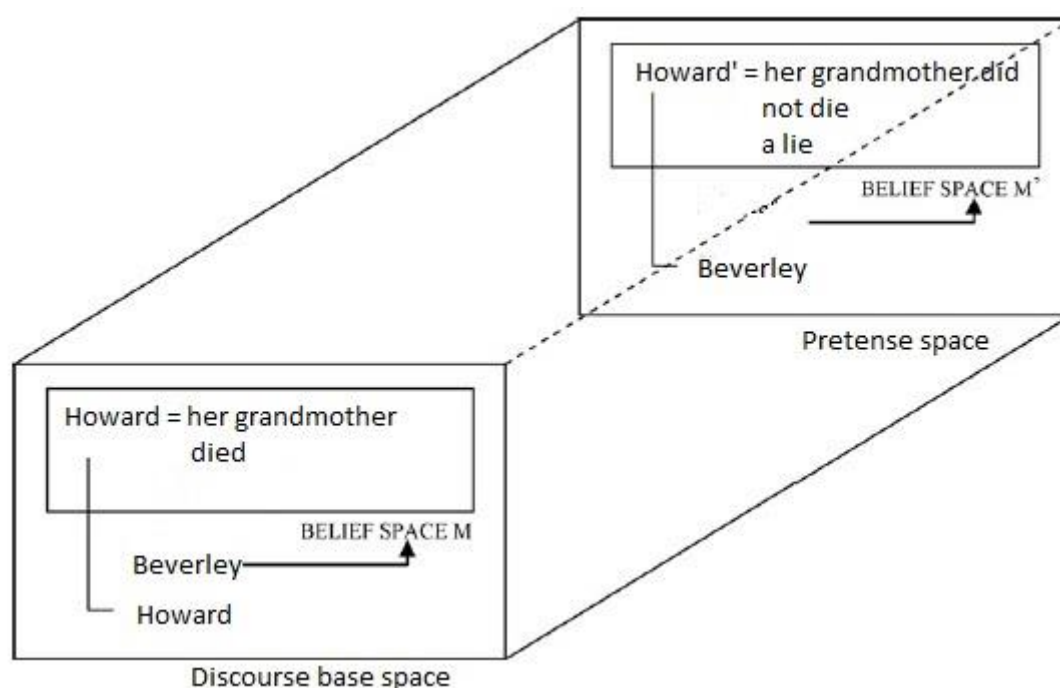 Howard' = her grandmother did
not die
a lie
BELIEF SPACE M'
Beverley
Pretense space
Howard = her grandmother
died
BELIEF SPACE M
Beverley
Howard
Discourse base space